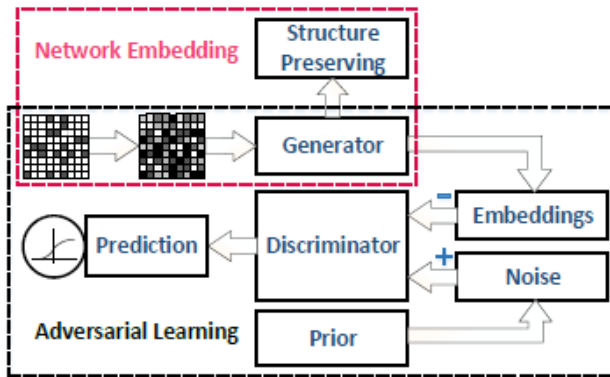 Network Embedding
Structure
Preserving
Generator
-
Embeddings
Prediction
Discriminator
+
Noise
Adversarial Learning
Prior